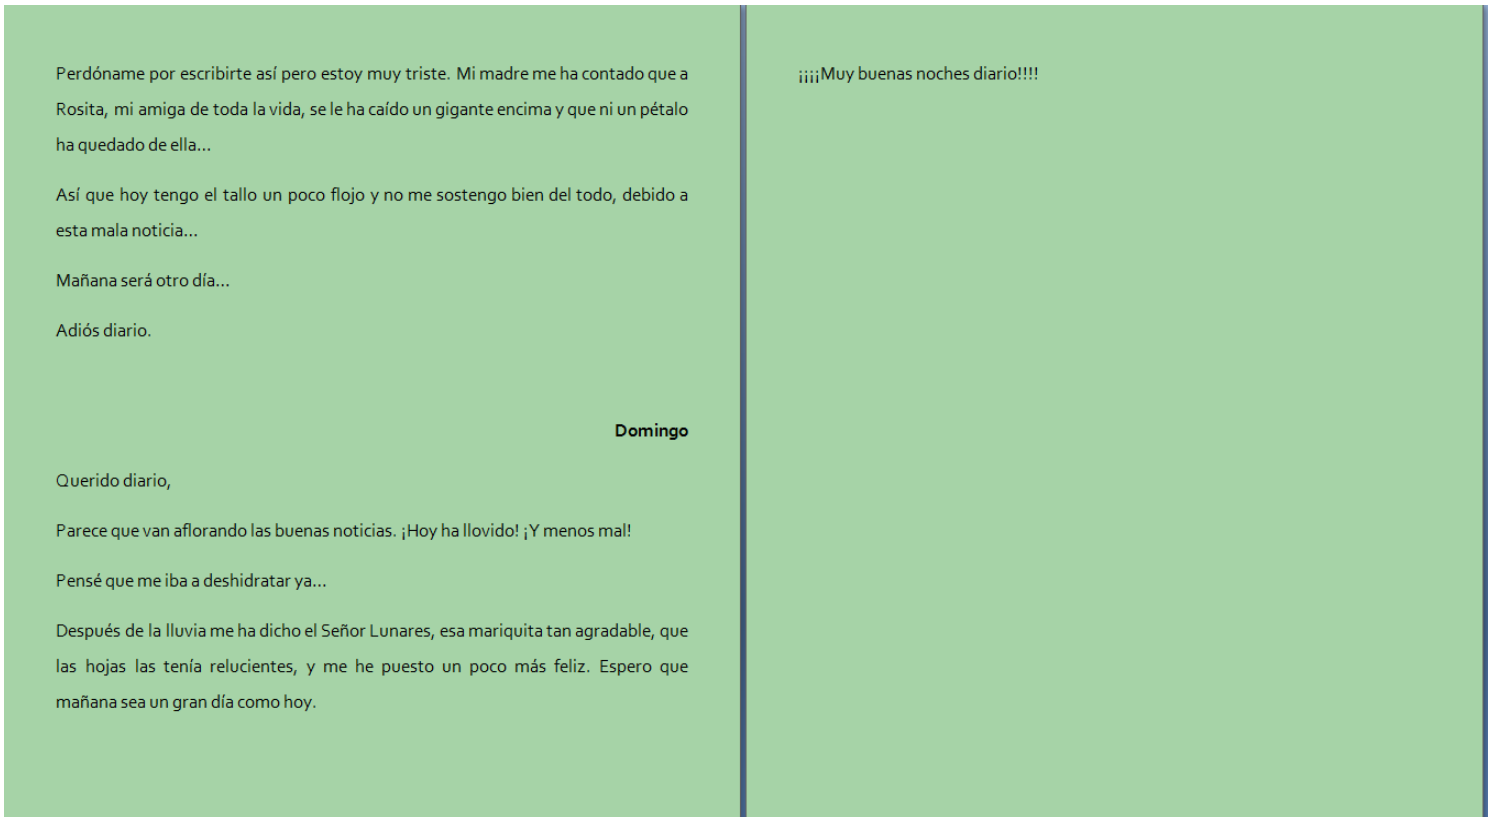 Perdóname por escribirte así pero estoy muy triste. Mi madre me ha contado que a
Rosita, mi amiga de toda la vida, se le ha caído un gigante encima y que ni un pétalo
ha quedado de ella...
Así que hoy tengo el tallo un poco flojo y no me sostengo bien del todo, debido a
esta mala noticia...
Mañana será otro día...
Adiós diario.
Domingo
Querido diario,
Parece que van aflorando las buenas noticias. ¡Hoy ha llovido! ¡Y menos mal!
Pensé que me iba a deshidratar ya...
Después de la lluvia me ha dicho el Señor Lunares, esa mariquita tan agradable, que
las hojas las tenía relucientes, y me he puesto un poco más feliz. Espero que
mañana sea un gran día como hoy.
¡¡¡¡Muy buenas noches diario!!!!